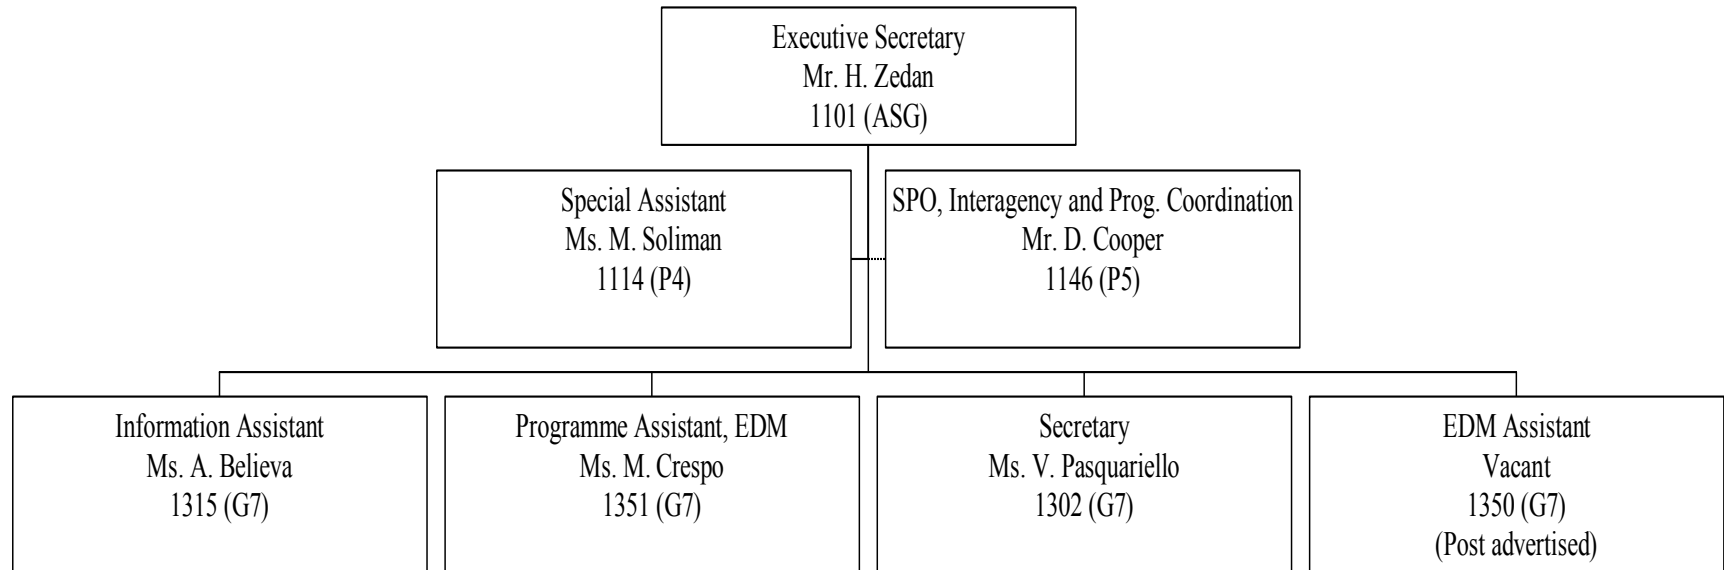 Executive Secretary
Mr. H. Zedan
1101 (ASG)
Special Assistant
Ms. M. Soliman
1114 (P4)
SPO, Interagency and Prog. Coordination
Mr. D. Cooper
1146 (P5)
Information Assistant
Ms. A. Believa
1315 (G7)
Programme Assistant, EDM
Ms. M. Crespo
1351 (G7)
Secretary
Ms. V. Pasquariello
1302 (G7)
EDM Assistant
Vacant
1350 (G7)
(Post advertised)